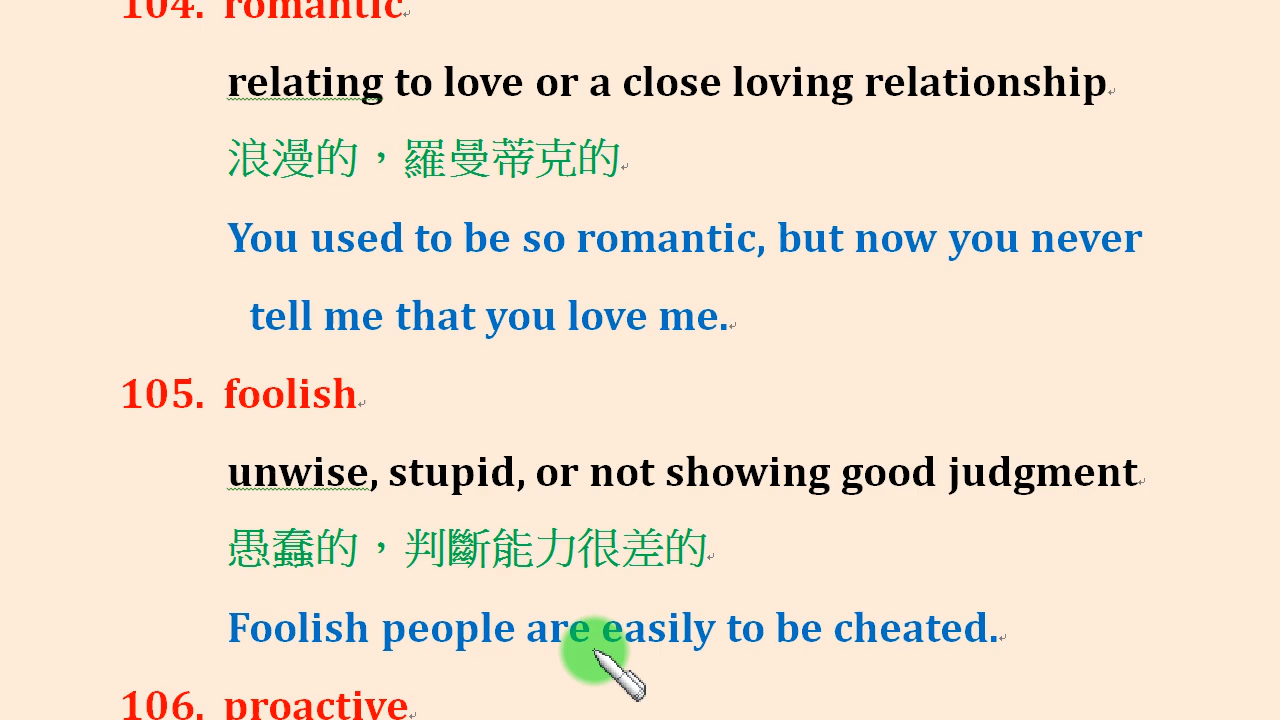 104. romantic
relating to love or a close loving relationship
浪漫的，羅曼蒂克的
You used to be so romantic, but now you never
tell me that you love me.
105. foolish
unwise, stupid, or not showing good judgment
愚蠢的，判斷能力很差的
Foolish people are easily to be cheated.
106. proactive